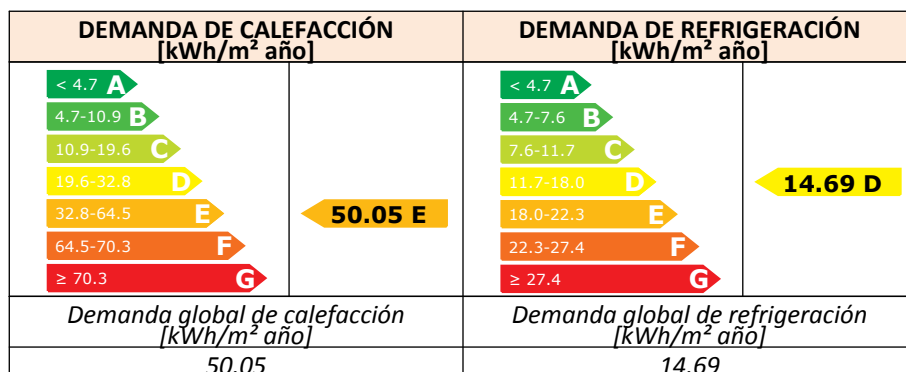 DEMANDA DE CALEFACCIÓN
[kWh/m² año]
DEMANDA DE REFRIGERACIÓN
[kWh/m² año]
< 4.7 A
4.7-10.9 B
10.9-19.6 C
19.6-32.8 D
32.8-64.5 E
64.5-70.3 F
≥ 70.3 G
50.05 E
< 4.7 A
4.7-7.6 B
7.6-11.7 C
11.7-18.0 D
18.0-22.3 E
22.3-27.4 F
≥ 27.4 G
14.69 D
Demanda global de calefacción
[kWh/m² año]
Demanda global de refrigeración
[kWh/m² año]
50.05
14.69